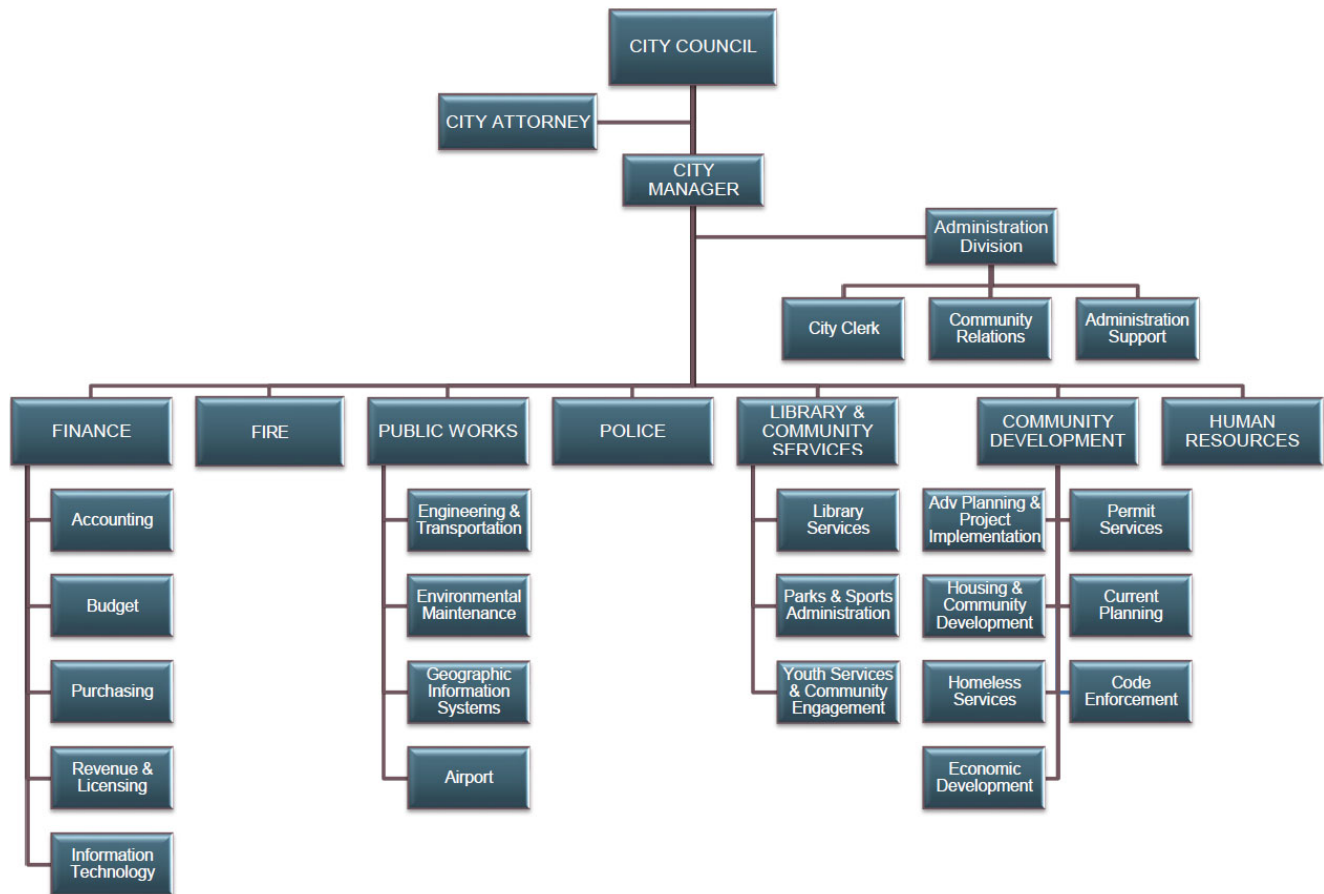 CITY COUNCIL
CITY ATTORNEY
CITY
MANAGER
Administration
Division
City Clerk
Community
Relations
Administration
Support
FINANCE
FIRE
PUBLIC WORKS
POLICE
LIBRARY &
COMMUNITY
SERVICES
COMMUNITY
DEVELOPMENT
HUMAN
RESOURCES
Accounting
Budget
Purchasing
Revenue &
Licensing
Information
Technology
Engineering &
Transportation
Environmental
Maintenance
Geographic
Information
Systems
Airport
Library
Services
Parks & Sports
Administration
Youth Services
& Community
Engagement
Adv Planning &
Project
Implementation
Housing &
Community
Development
Homeless
Services
Economic
Development
Permit
Services
Current
Planning
Code
Enforcement